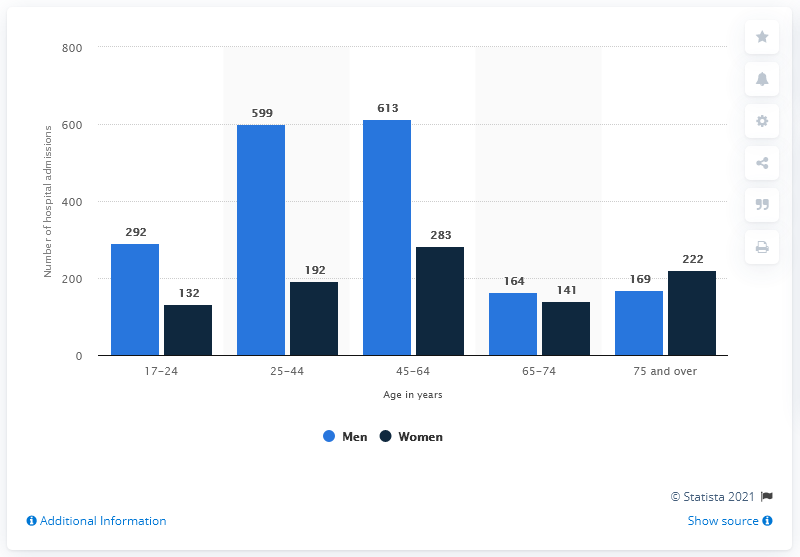 800
600
400
200
0
Number of hospital admissions
292
132
599
192
613
283
164
141
169
222
17-24
25-44
45-64
65-74
75 and over
Age in years
Men
Women
© Statista 2021
Additional Information
Show source